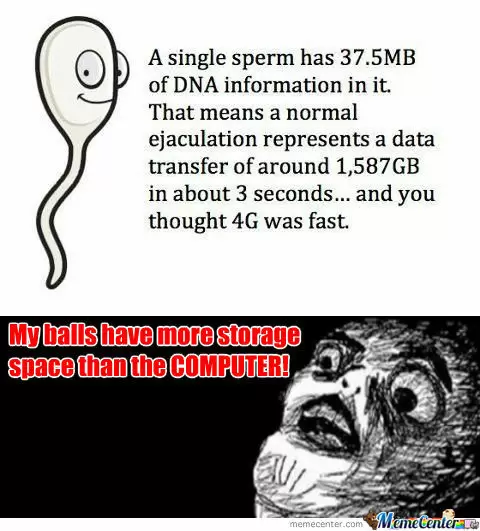 A single sperm has 37.5MB
of DNA information in it.
That means a normal
ejaculation represents a data
transfer of around 1,587GB
in about 3 seconds... and you
thought 4G was fast.
My balls have more storage
space than the COMPUTER!
memecenter.com MemeCenter